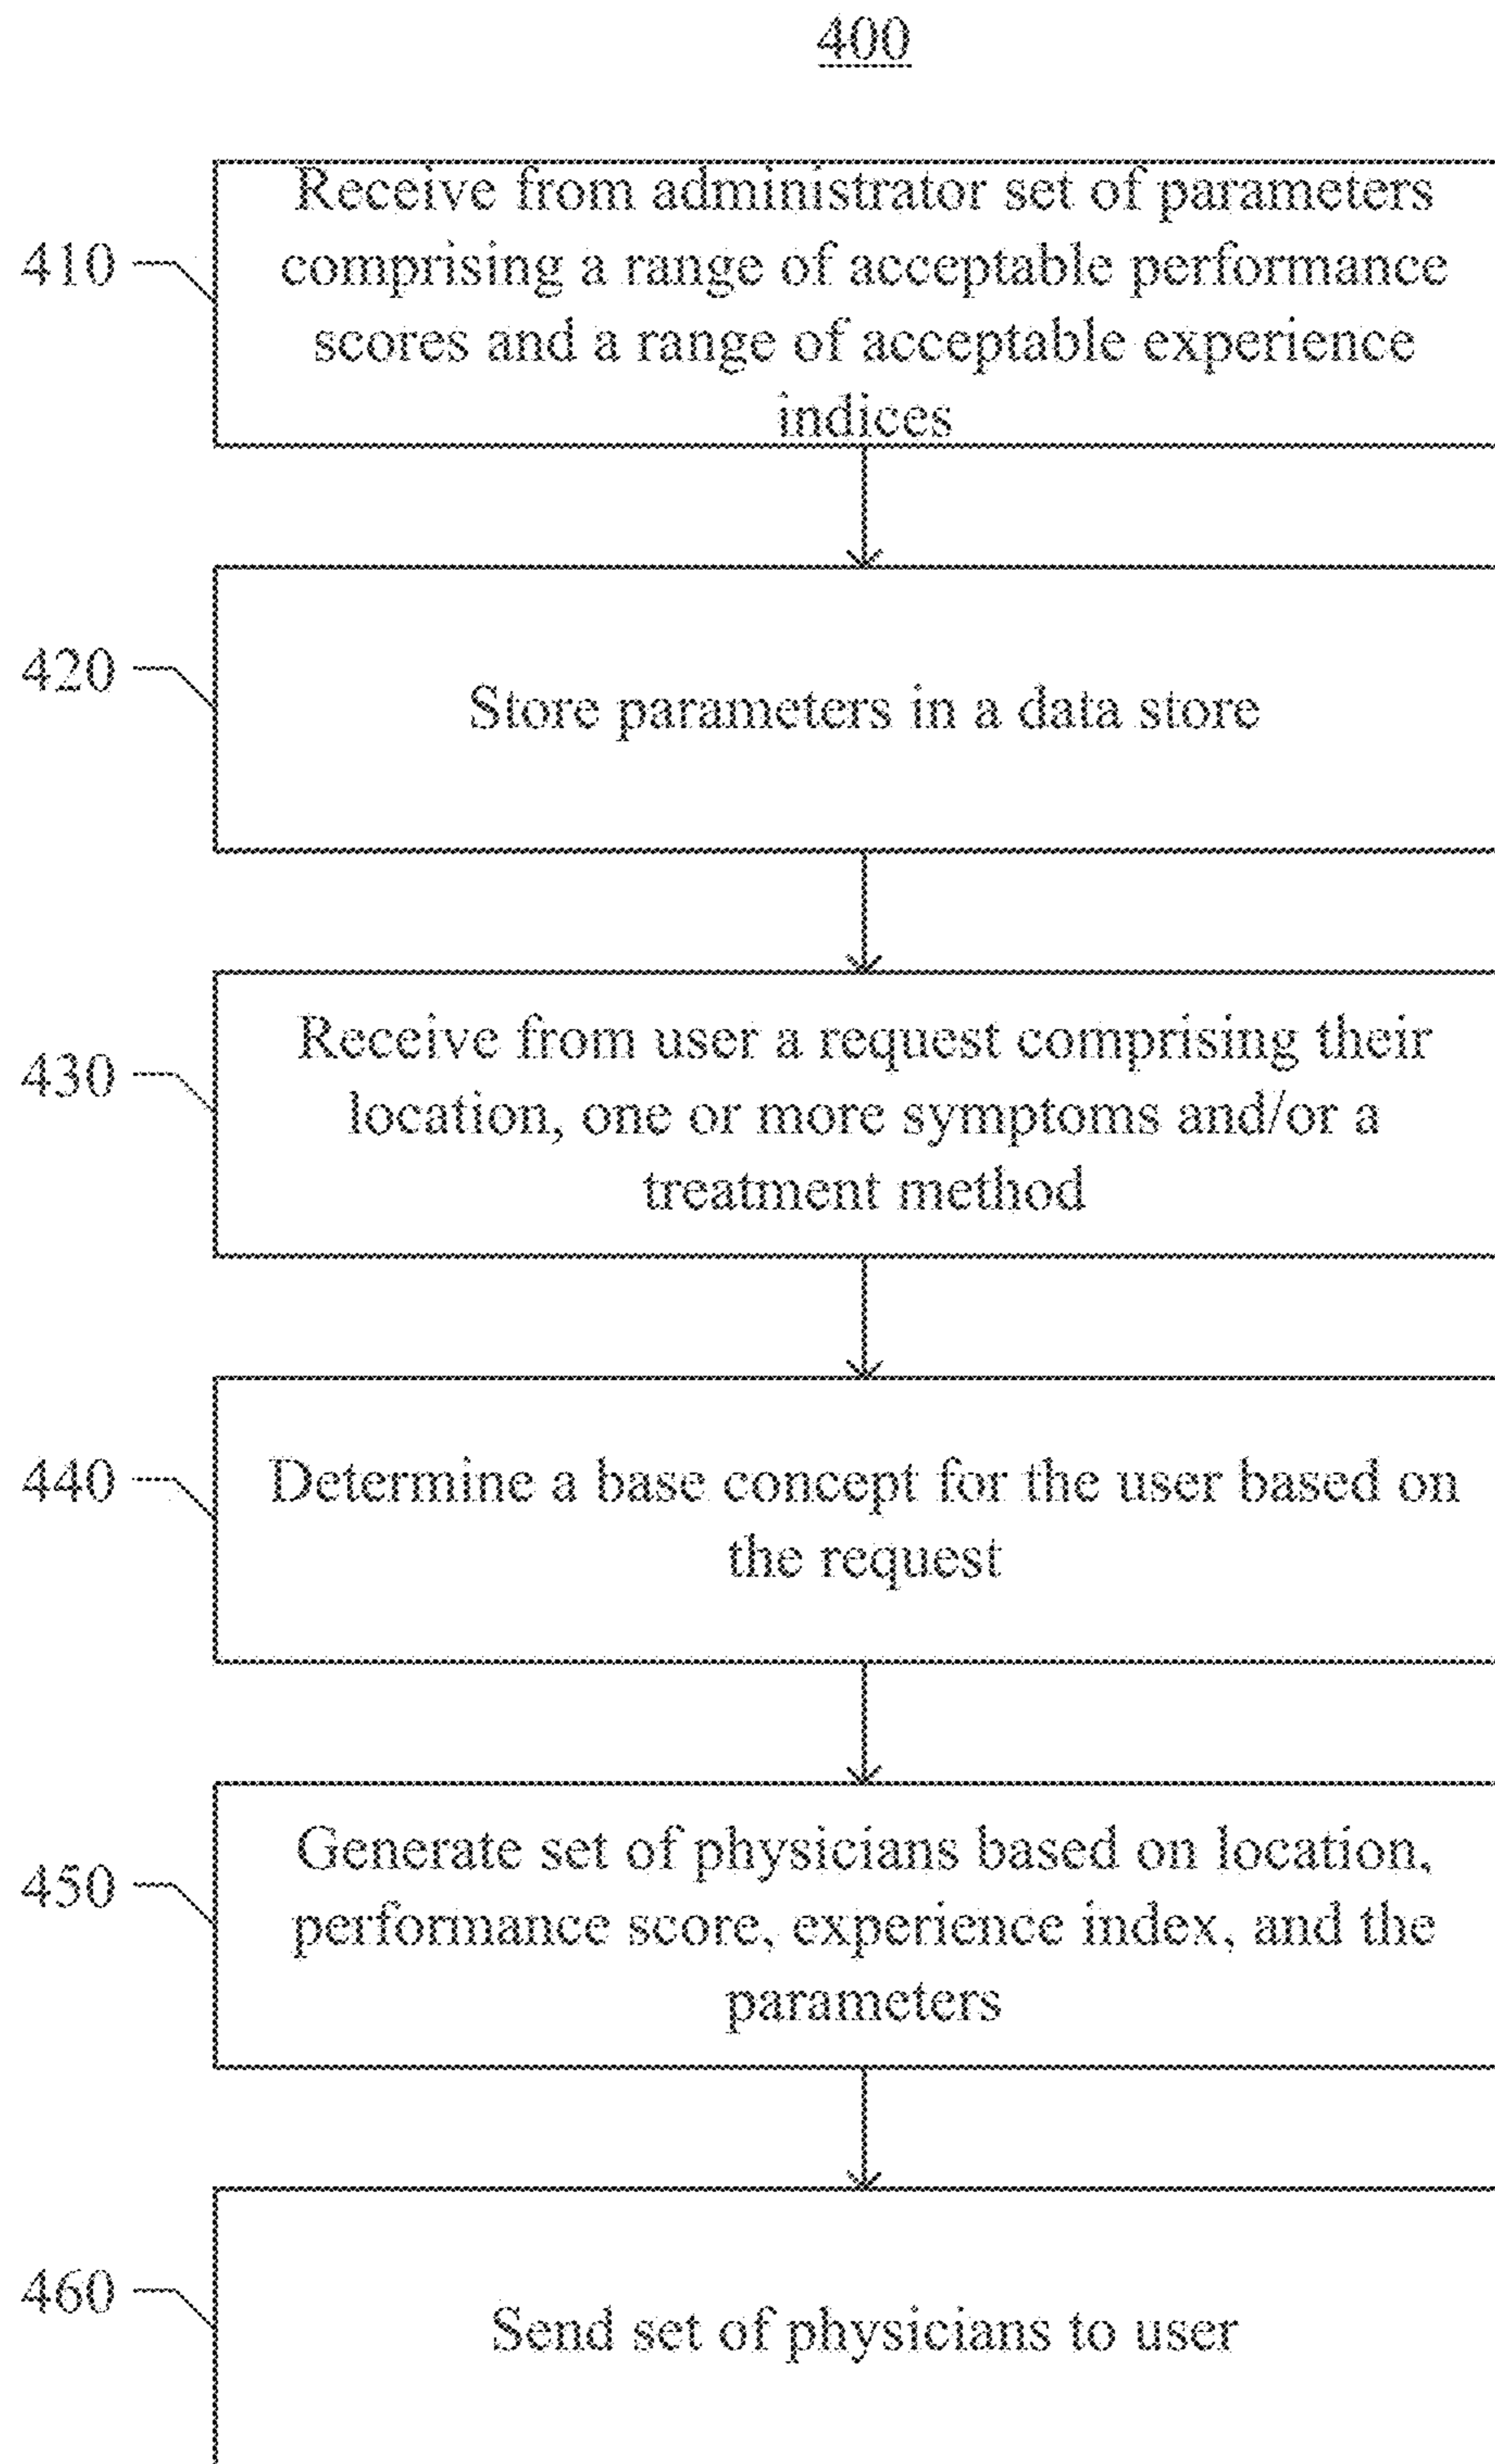 400
410
Receive from administrator set of parameters
comprising a range of acceptable performance
scores and a range of acceptable experience
indices
420
Store parameters in a data store
430
Receive from user a request comprising their
location, one or more symptoms and/or a
treatment method
440
Determine a base concept for the user based on
the request
450
Generate set of physicians based on location,
performance score, experience index, and the
parameters
460
Send set of physicians to user